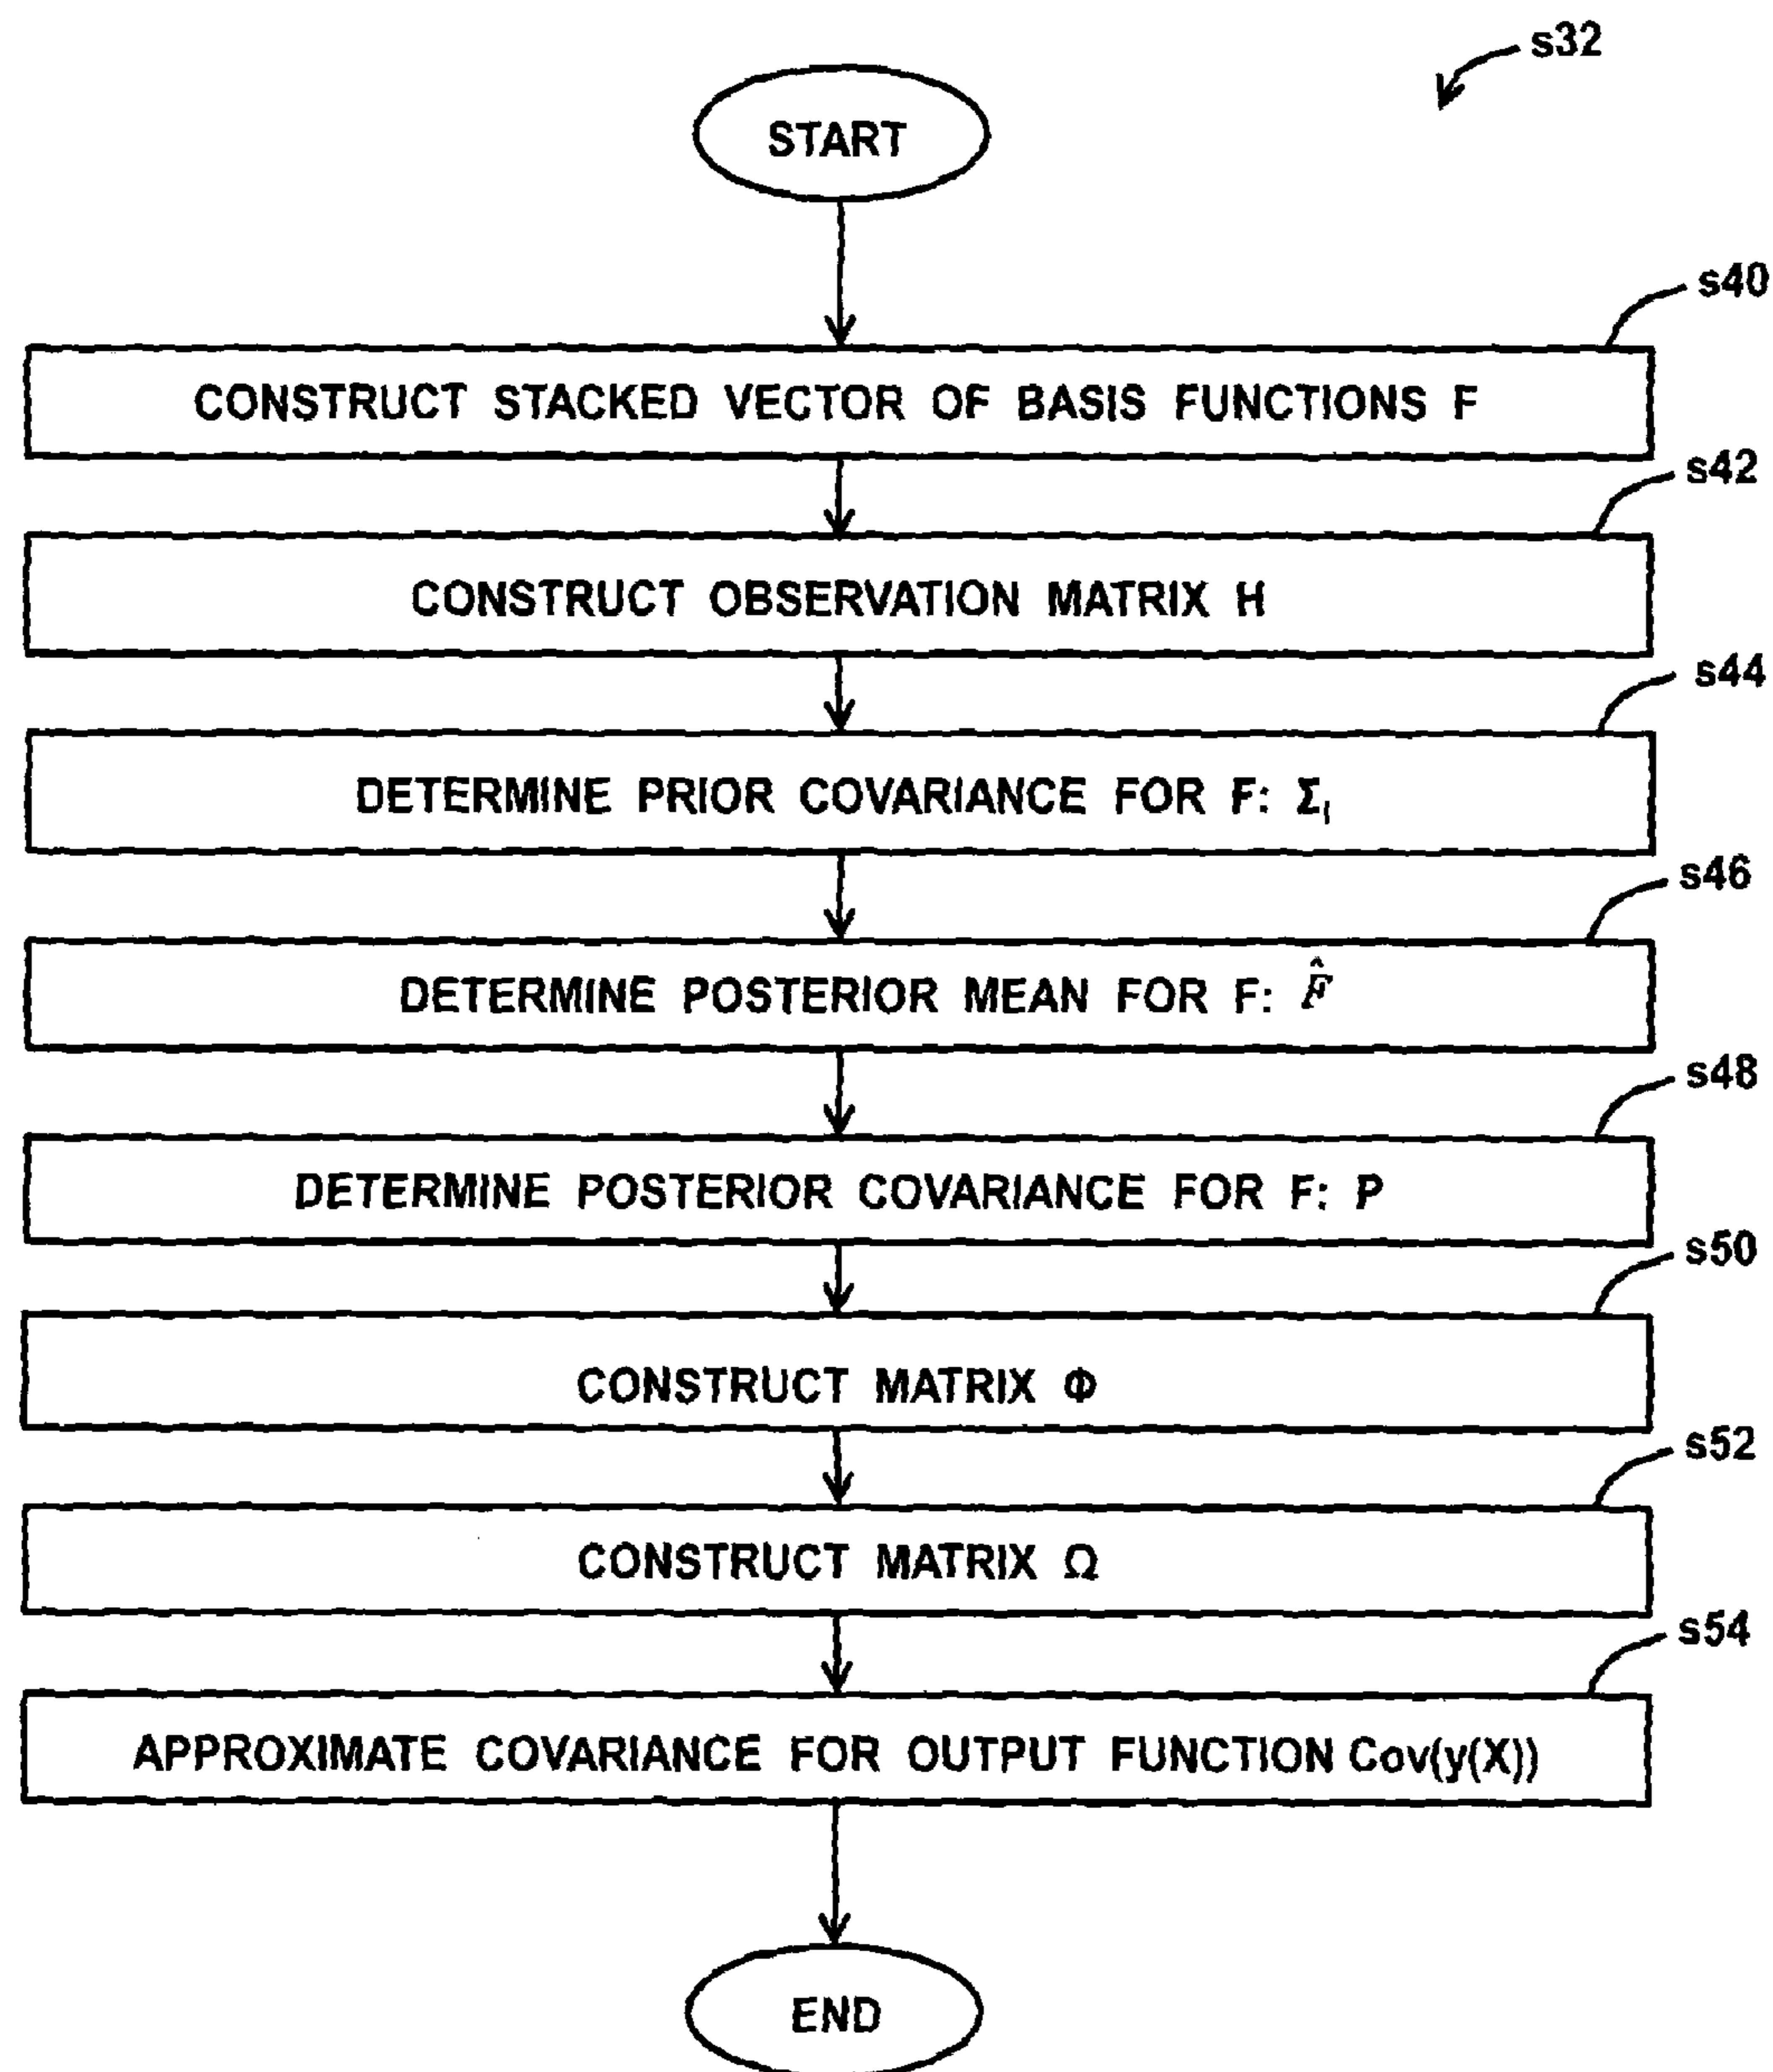 s32
START
s40
CONSTRUCT STACKED VECTOR OF BASIS FUNCTIONS F
s42
CONSTRUCT OBSERVATION MATRIX H
s44
DETERMINE PRIOR COVARIANCE FOR F: Σ₁
s46
DETERMINE POSTERIOR MEAN FOR F: F̂
s48
DETERMINE POSTERIOR COVARIANCE FOR F: P
s50
CONSTRUCT MATRIX Φ
s52
CONSTRUCT MATRIX Ω
s54
APPROXIMATE COVARIANCE FOR OUTPUT FUNCTION Cov(y(X))
END